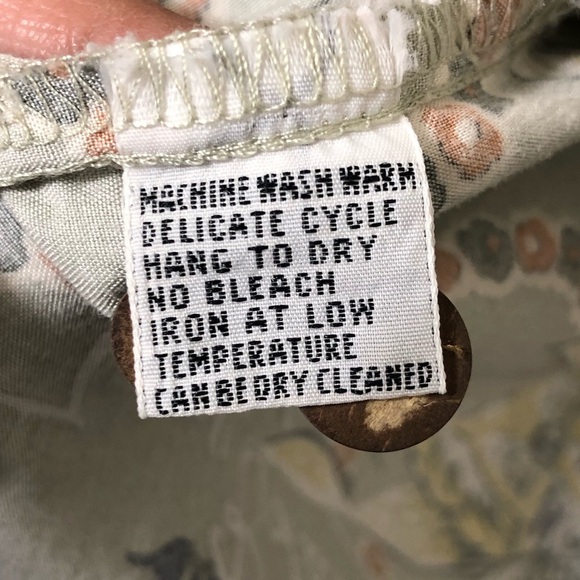 MACHINE WASH WARM
DELICATE CYCLE
HANG TO DRY
NO BLEACH
IRON AT LOW
TEMPERATURE
CAN BE DRY CLEANED